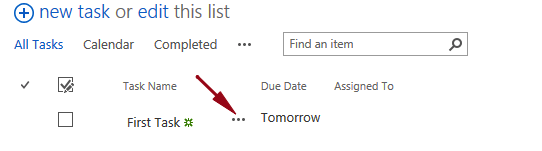 new task or edit this list
All Tasks Calendar Completed ••• Find an item
Task Name Due Date Assigned To
First Task ••• Tomorrow